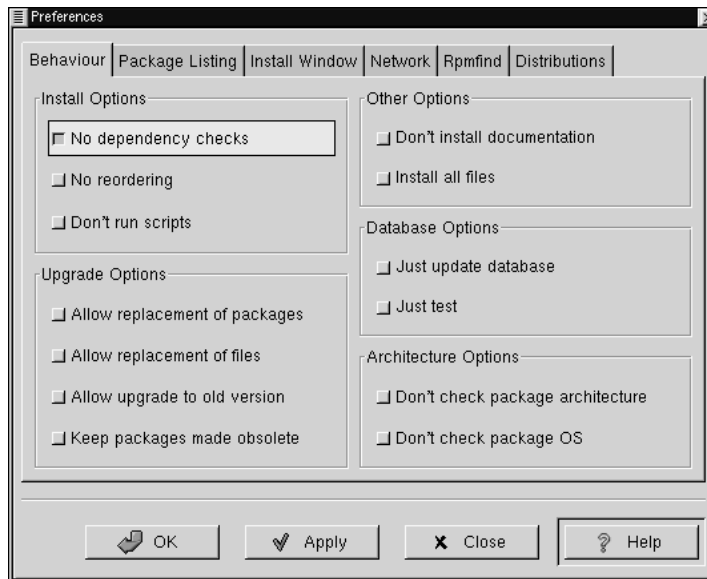 Preferences
Behaviour
Package Listing
Install Window
Network
Rpmfind
Distributions
Install Options
No dependency checks
No reordering
Don't run scripts
Upgrade Options
Allow replacement of packages
Allow replacement of files
Allow upgrade to old version
Keep packages made obsolete
Other Options
Don't install documentation
Install all files
Database Options
Just update database
Just test
Architecture Options
Don't check package architecture
Don't check package OS
OK
Apply
Close
Help